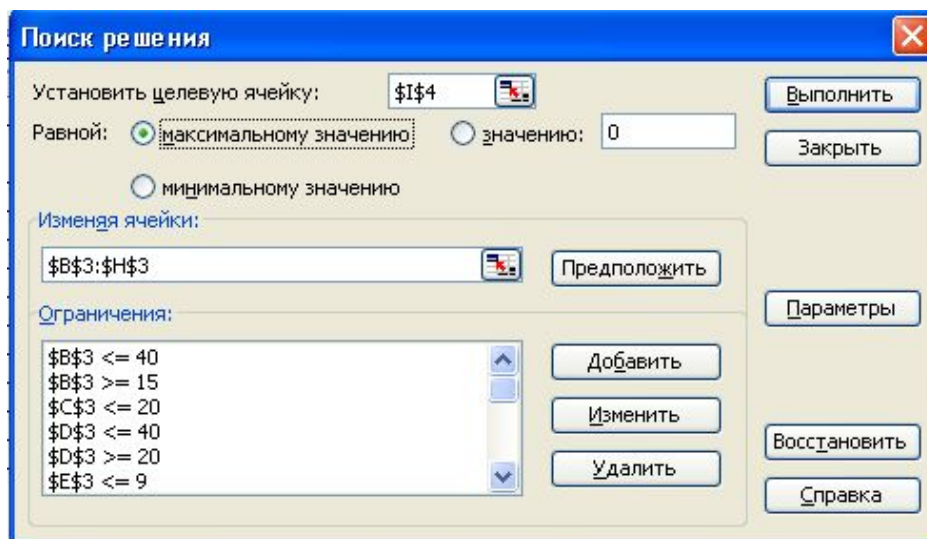 Поиск решения
Установить целевую ячейку: $I$4
Выполнить
Равной: максимальному значению значению: 0
Закрыть
минимальному значению
Изменяя ячейки:
$B$3:$H$3
Предположить
Параметры
Ограничения:
$B$3 <= 40
$B$3 >= 15
$C$3 <= 20
$D$3 <= 40
$D$3 >= 20
$E$3 <= 9
Добавить
Изменить
Удалить
Восстановить
Справка